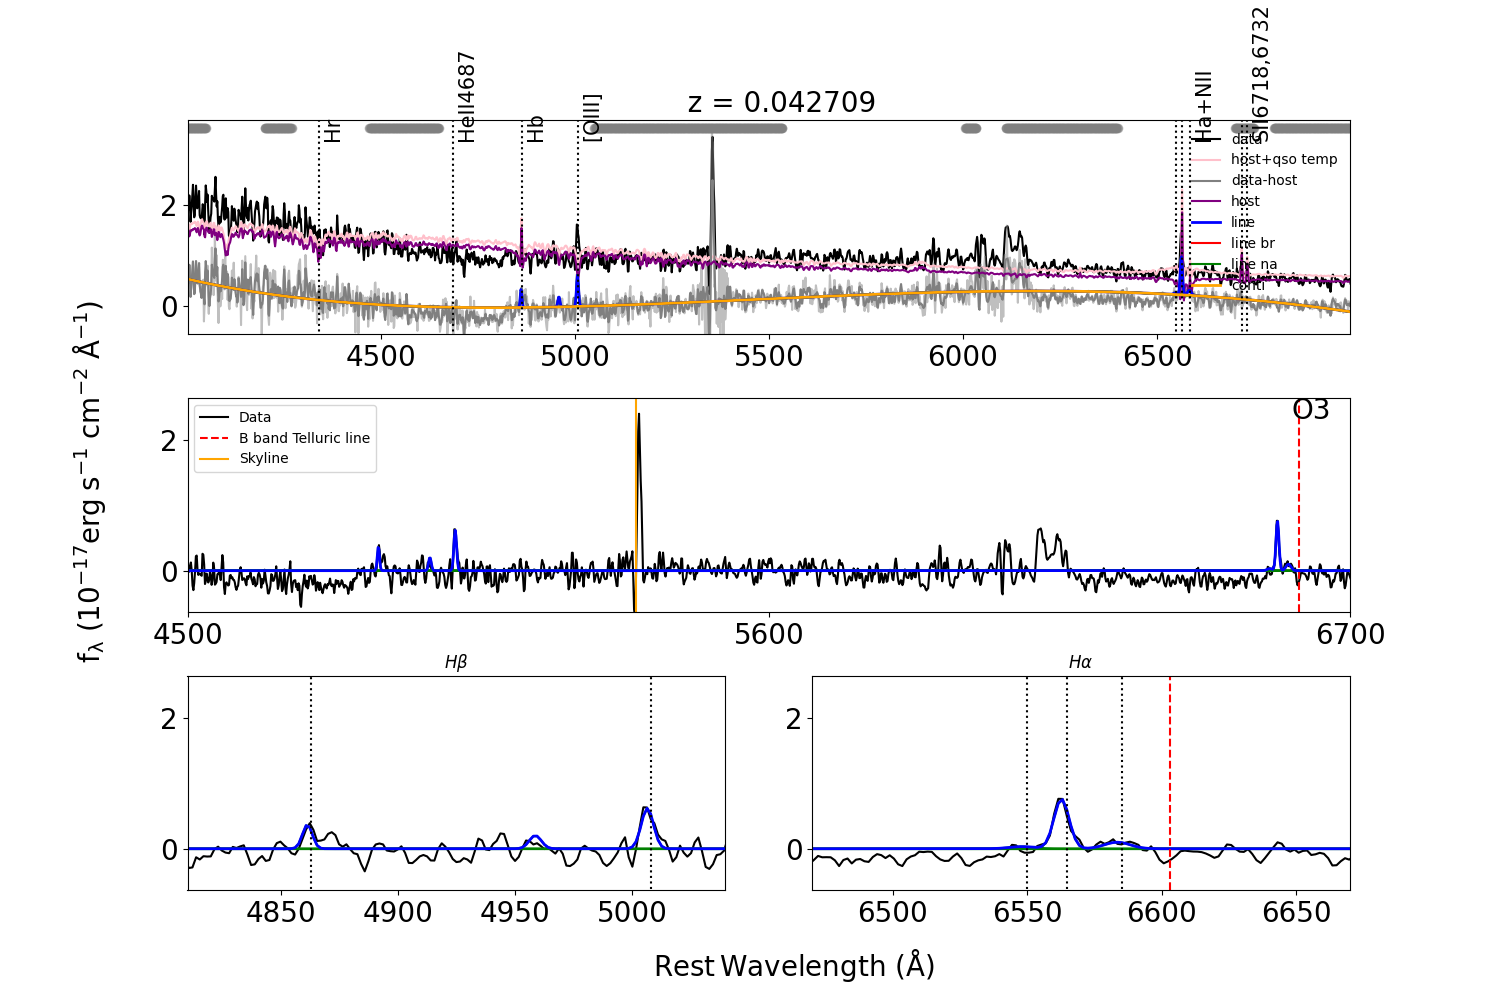 z = 0.042709
Hr
HeII4687
Hb
[OIII]
Ha+NII
SII6718,6732
data
host+qso temp
data-host
host
line
line br
line na
conti
2
0
4500 5000 5500 6000 6500
Data
B band Telluric line
Skyline
O3
2
0
4500 5600 6700
fλ (10⁻¹⁷erg s⁻¹ cm⁻² Å⁻¹)
Hβ
2
0
4850 4900 4950 5000
Hα
2
0
6500 6550 6600 6650
Rest Wavelength (Å)